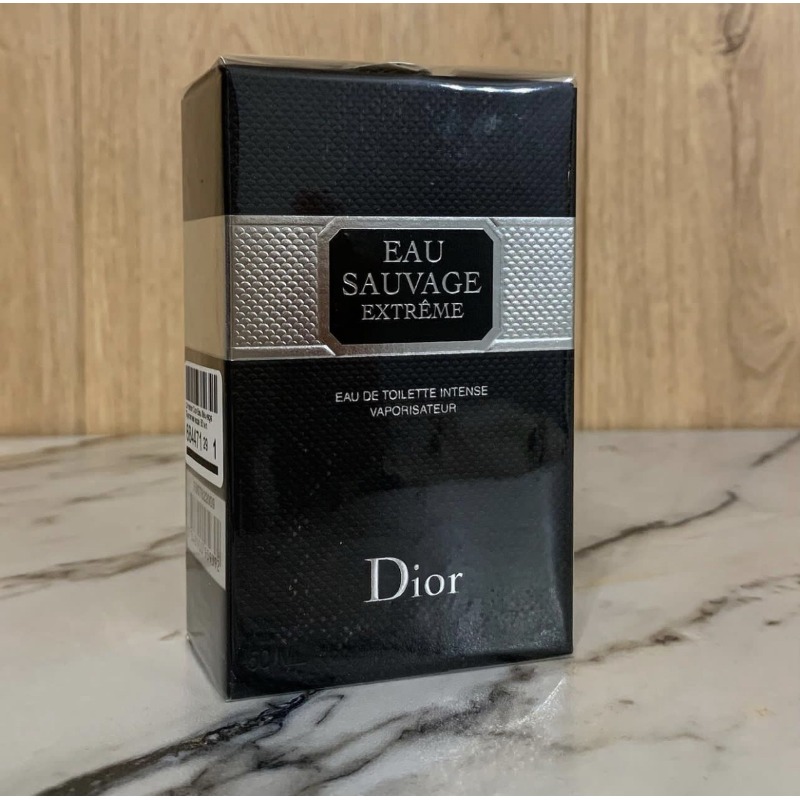 EAU
SAUVAGE
EXTRÊME
EAU DE TOILETTE INTENSE
VAPORISATEUR
Dior